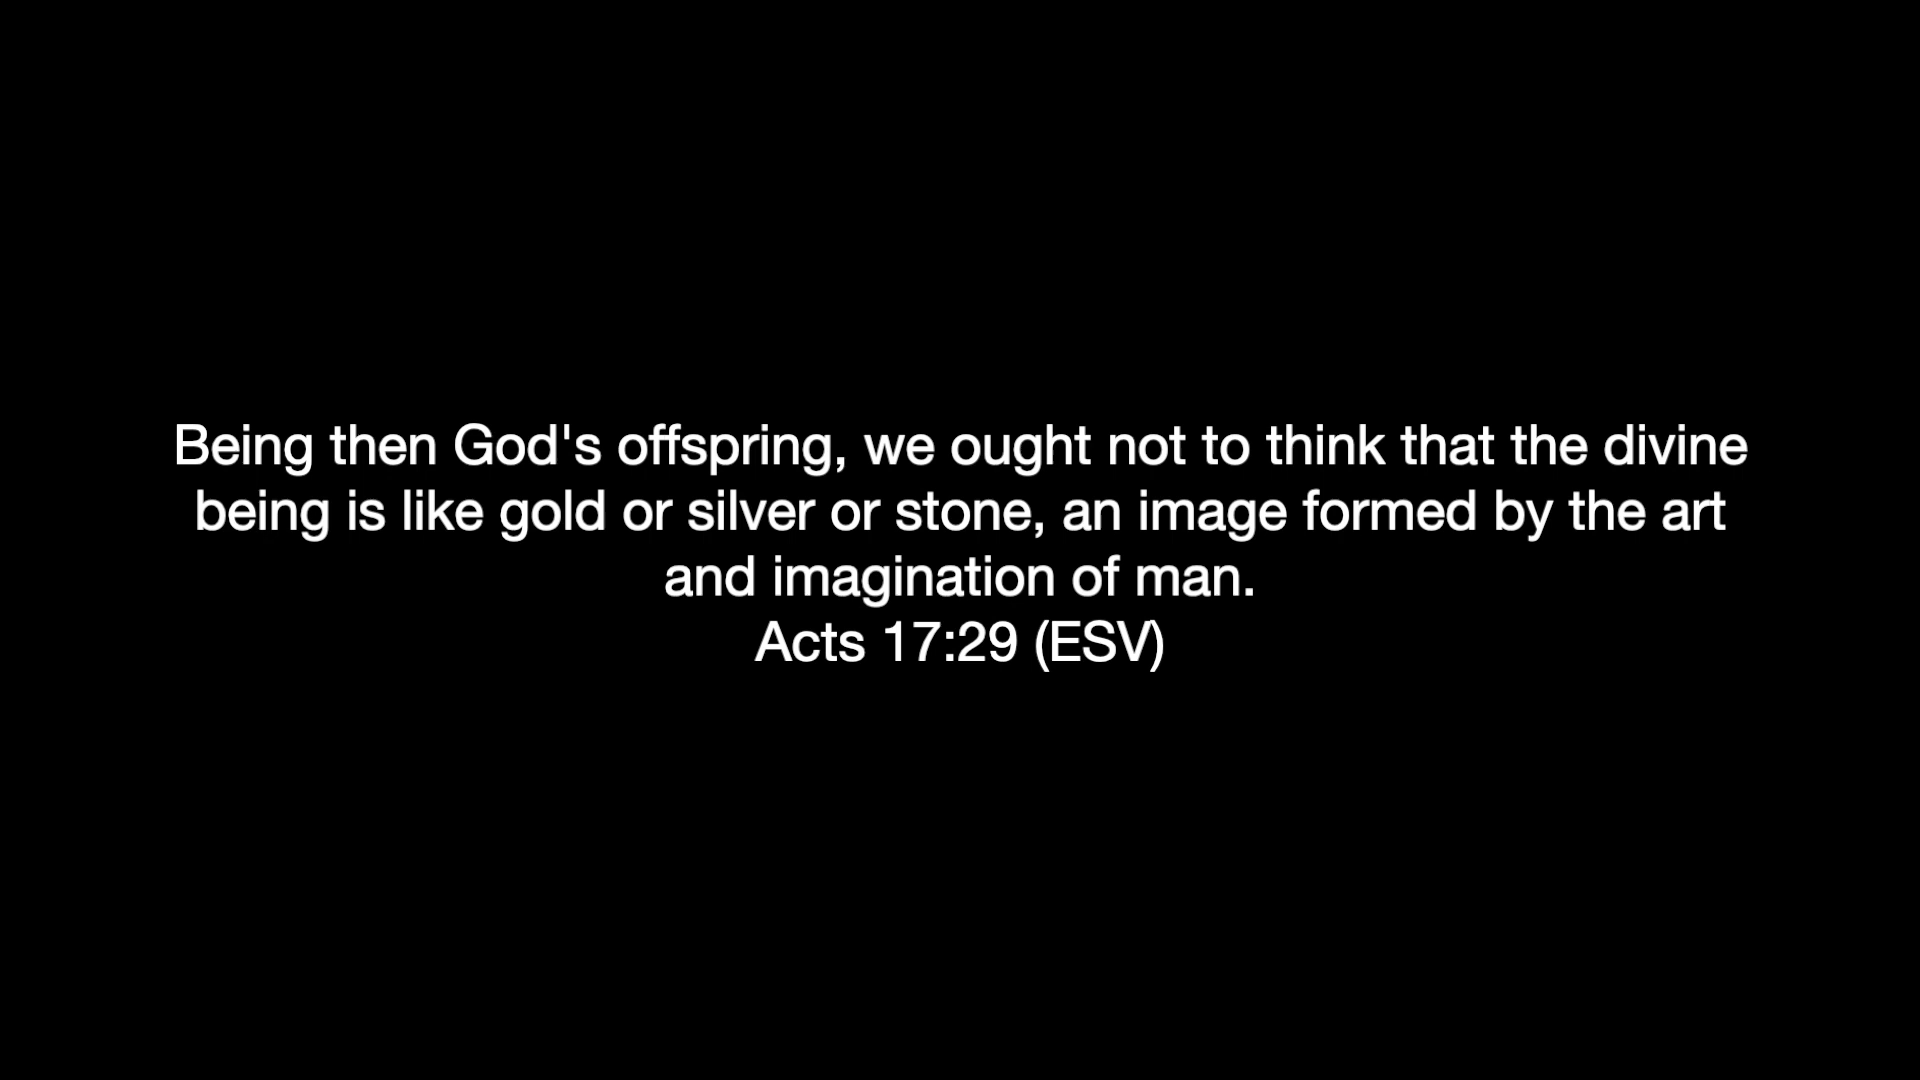 Being then God's offspring, we ought not to think that the divine
being is like gold or silver or stone, an image formed by the art
and imagination of man.
Acts 17:29 (ESV)